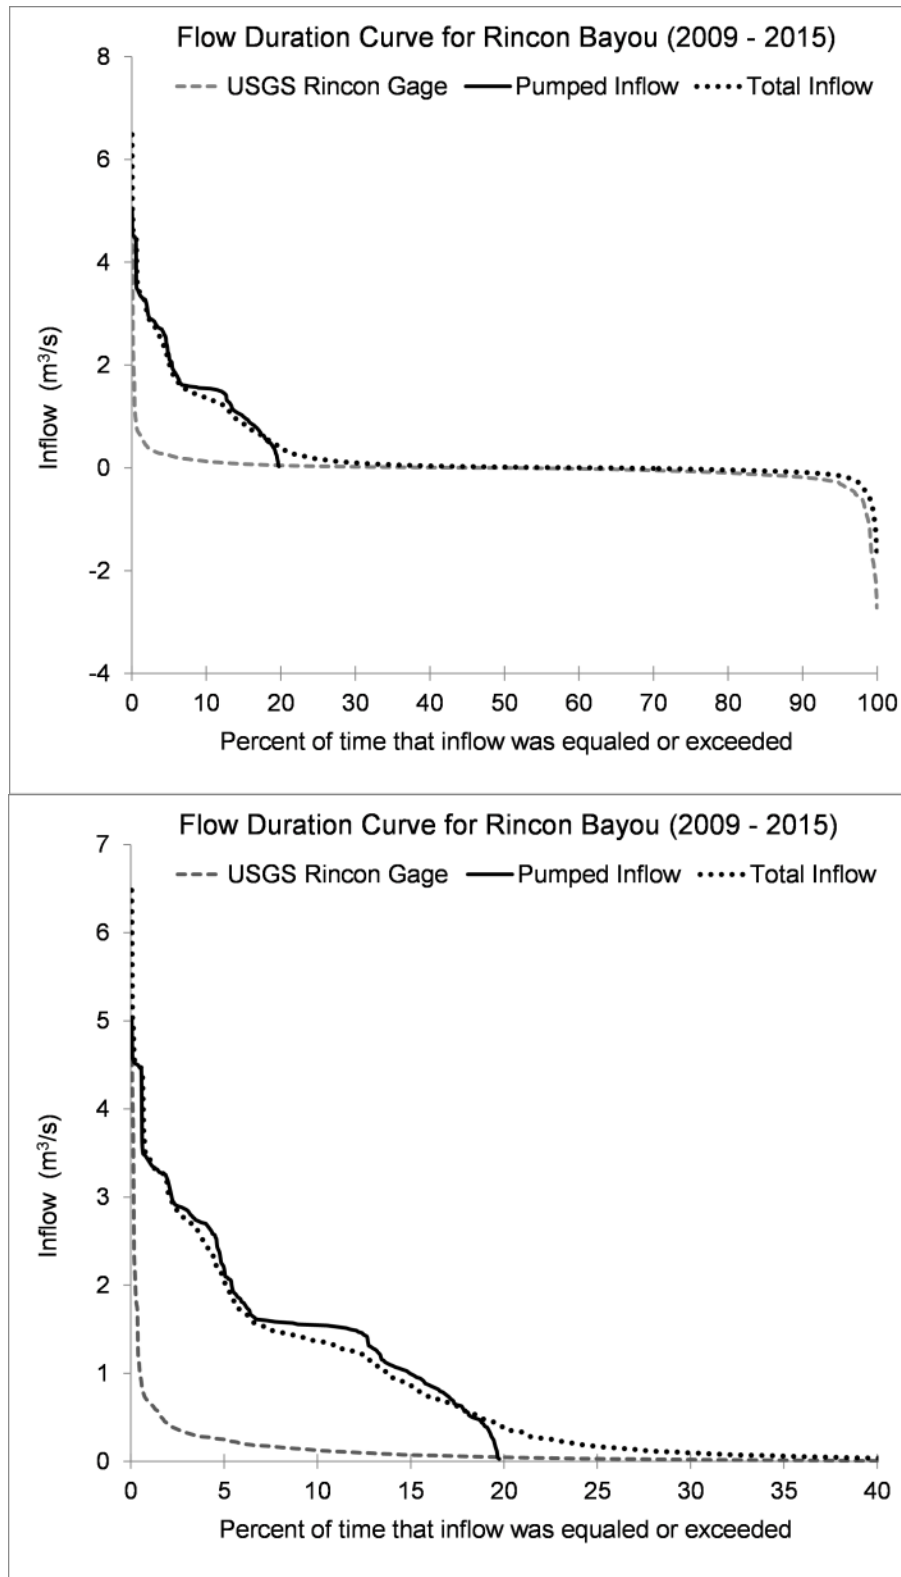 Flow Duration Curve for Rincon Bayou (2009 - 2015)
USGS Rincon Gage Pumped Inflow Total Inflow
8
6
4
2
0
-2
-4
Inflow (m³/s)
0 10 20 30 40 50 60 70 80 90 100
Percent of time that inflow was equaled or exceeded
Flow Duration Curve for Rincon Bayou (2009 - 2015)
USGS Rincon Gage Pumped Inflow Total Inflow
7
6
5
4
3
2
1
0
Inflow (m³/s)
0 5 10 15 20 25 30 35 40
Percent of time that inflow was equaled or exceeded